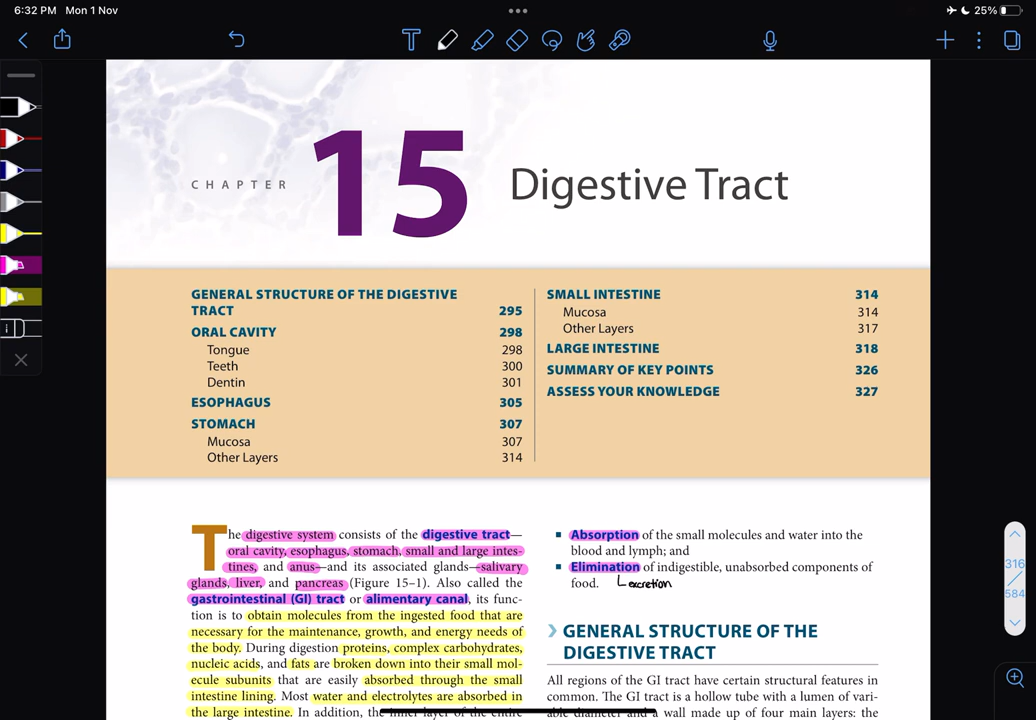 6:32 PM Mon 1 Nov
25%
CHAPTER 15 Digestive Tract
GENERAL STRUCTURE OF THE DIGESTIVE
TRACT 295
ORAL CAVITY 298
Tongue 298
Teeth 300
Dentin 301
ESOPHAGUS 305
STOMACH 307
Mucosa 307
Other Layers 314
SMALL INTESTINE 314
Mucosa 314
Other Layers 317
LARGE INTESTINE 318
SUMMARY OF KEY POINTS 326
ASSESS YOUR KNOWLEDGE 327
The digestive system consists of the digestive tract—
oral cavity, esophagus, stomach, small and large intes-
tines, and anus—and its associated glands—salivary
glands, liver, and pancreas (Figure 15–1). Also called the
gastrointestinal (GI) tract or alimentary canal, its func-
tion is to obtain molecules from the ingested food that are
necessary for the maintenance, growth, and energy needs of
the body. During digestion proteins, complex carbohydrates,
nucleic acids, and fats are broken down into their small mol-
ecule subunits that are easily absorbed through the small
intestine lining. Most water and electrolytes are absorbed in
the large intestine. In addition, the inner layer of the entire
■ Absorption of the small molecules and water into the
blood and lymph; and
■ Elimination of indigestible, unabsorbed components of
food.
excretion
› GENERAL STRUCTURE OF THE
DIGESTIVE TRACT
All regions of the GI tract have certain structural features in
common. The GI tract is a hollow tube with a lumen of vari-
able diameter and a wall made up of four main layers: the
316
584